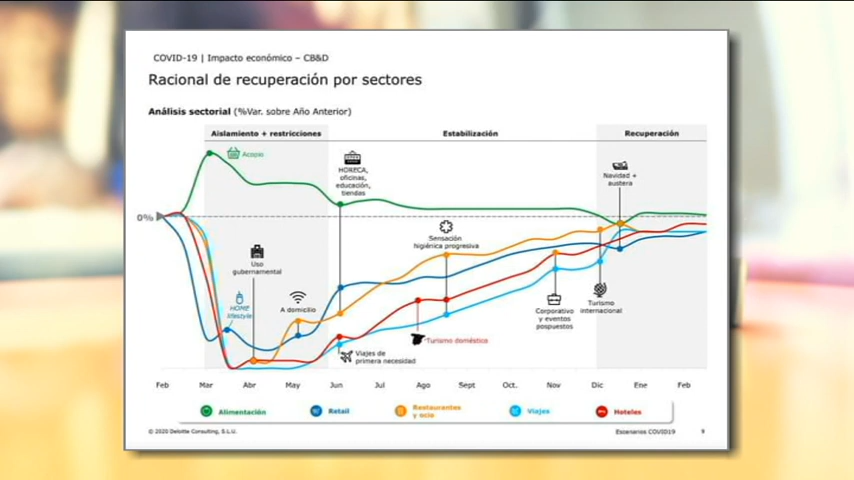 COVID-19 | Impacto económico – CB&D
Racional de recuperación por sectores
Análisis sectorial (%Var. sobre Año Anterior)
Aislamiento + restricciones
Estabilización
Recuperación
Acopio
HORECA,
oficinas,
educación,
tiendas
Navidad +
austera
0%
Sensación
higiénica progresiva
Uso
gubernamental
HOME
lifestyle
A domicilio
Turismo
internacional
Corporativo
y eventos
pospuestos
Turismo doméstico
Viajes de
primera necesidad
Feb Mar Abr May Jun Jul Ago Sept Oct. Nov Dic Ene Feb
Alimentación
Retail
Restaurantes
y ocio
Viajes
Hoteles
© 2020 Deloitte Consulting, S.L.U.
Escenarios COVID19 9